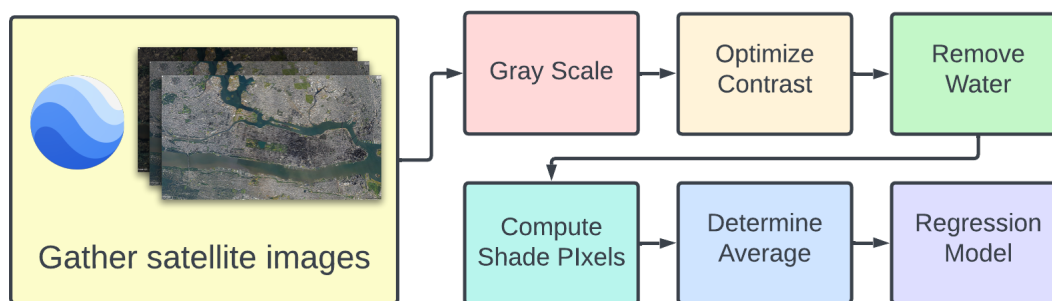 Gather satellite images
Gray Scale
Optimize
Contrast
Remove
Water
Compute
Shade PIxels
Determine
Average
Regression
Model